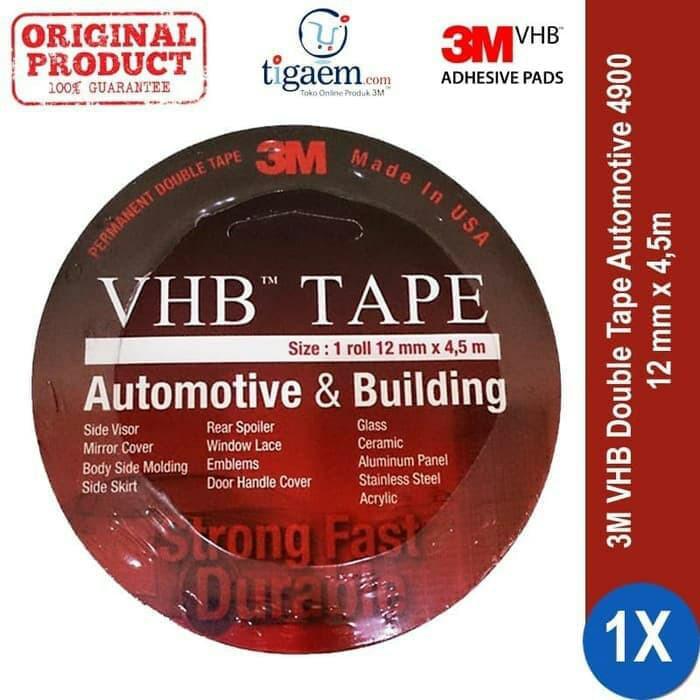 ORIGINAL
PRODUCT
100% GUARANTEE
tigaem.com
Toko Online Produk 3M™
3M VHB™
ADHESIVE PADS
PERMANENT DOUBLE TAPE 3M Made In USA
VHB™ TAPE
Size : 1 roll 12 mm x 4,5 m
Automotive & Building
Side Visor
Mirror Cover
Body Side Molding
Side Skirt
Rear Spoiler
Window Lace
Emblems
Door Handle Cover
Glass
Ceramic
Aluminum Panel
Stainless Steel
Acrylic
Strong Fast
Durable
3M VHB Double Tape Automotive 4900
12 mm x 4,5m
1X